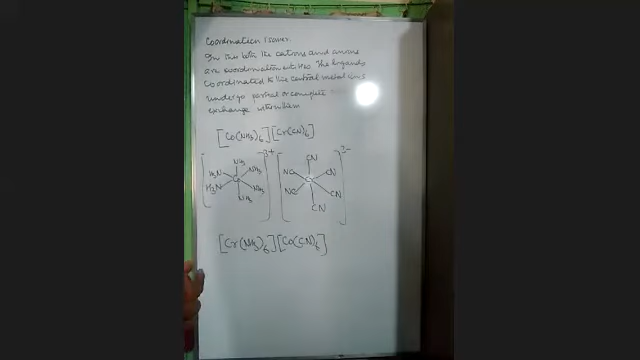 Coordination Isomer.
In this both the cations and anions
are coordination entities The ligands
Coordinated to the central metal ions
undergo partial or complete
exchange
[Co(NH3)6][Cr(CN)6]
3+ 3-
NH3 CN
H3N NH3 NC CN
Co Cr
H3N NH3 NC CN
NH3 CN
[Cr(NH3)6][Co(CN)6]